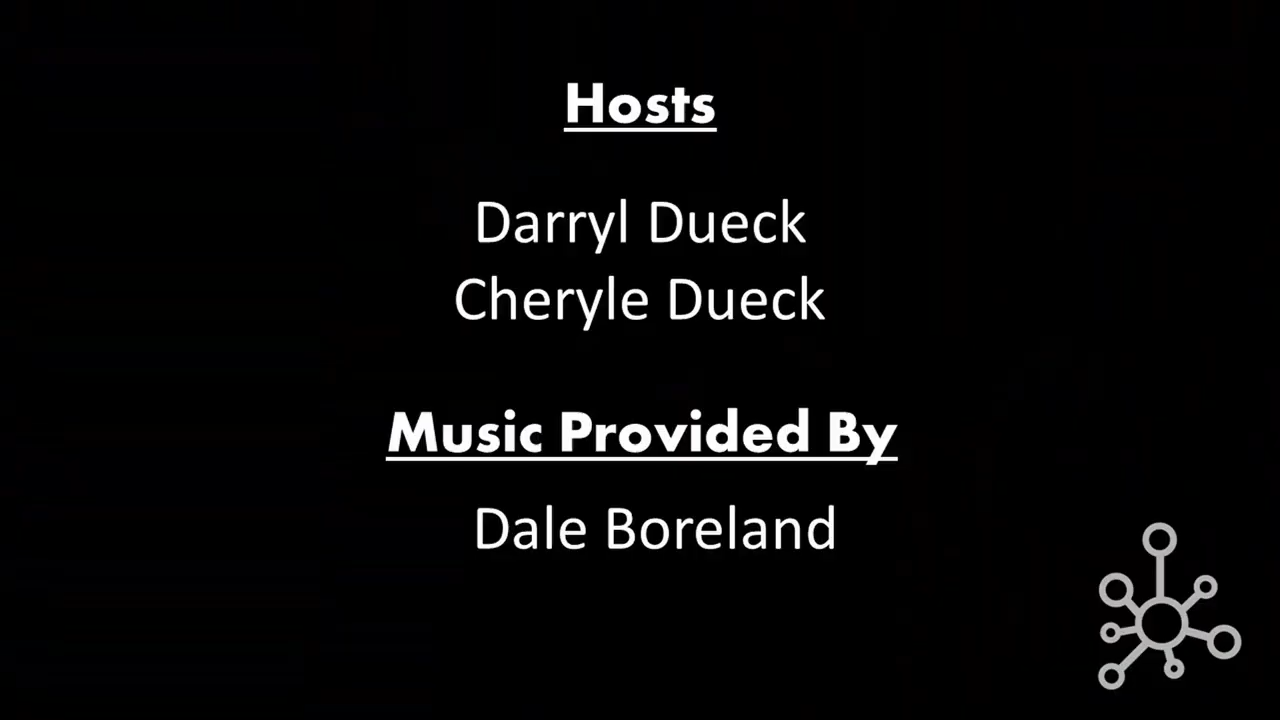 Hosts
Darryl Dueck
Cheryle Dueck
Music Provided By
Dale Boreland